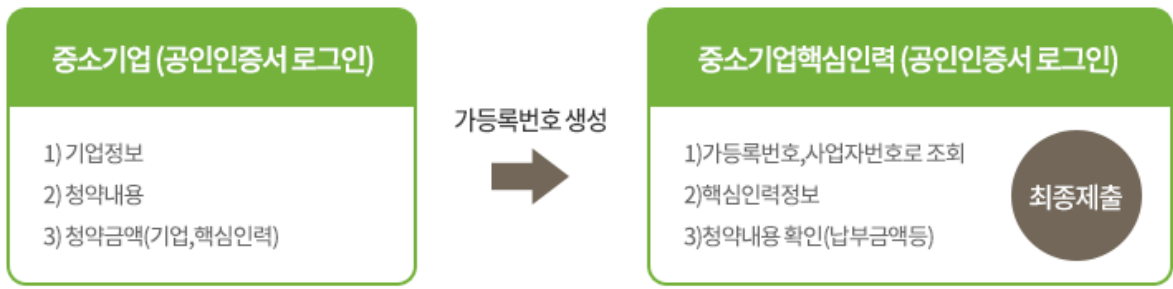 중소기업 (공인인증서 로그인)
1) 기업정보
2) 청약내용
3) 청약금액(기업,핵심인력)
가등록번호 생성
중소기업핵심인력 (공인인증서 로그인)
1)가등록번호,사업자번호로 조회
2)핵심인력정보
3)청약내용 확인(납부금액등)
최종제출